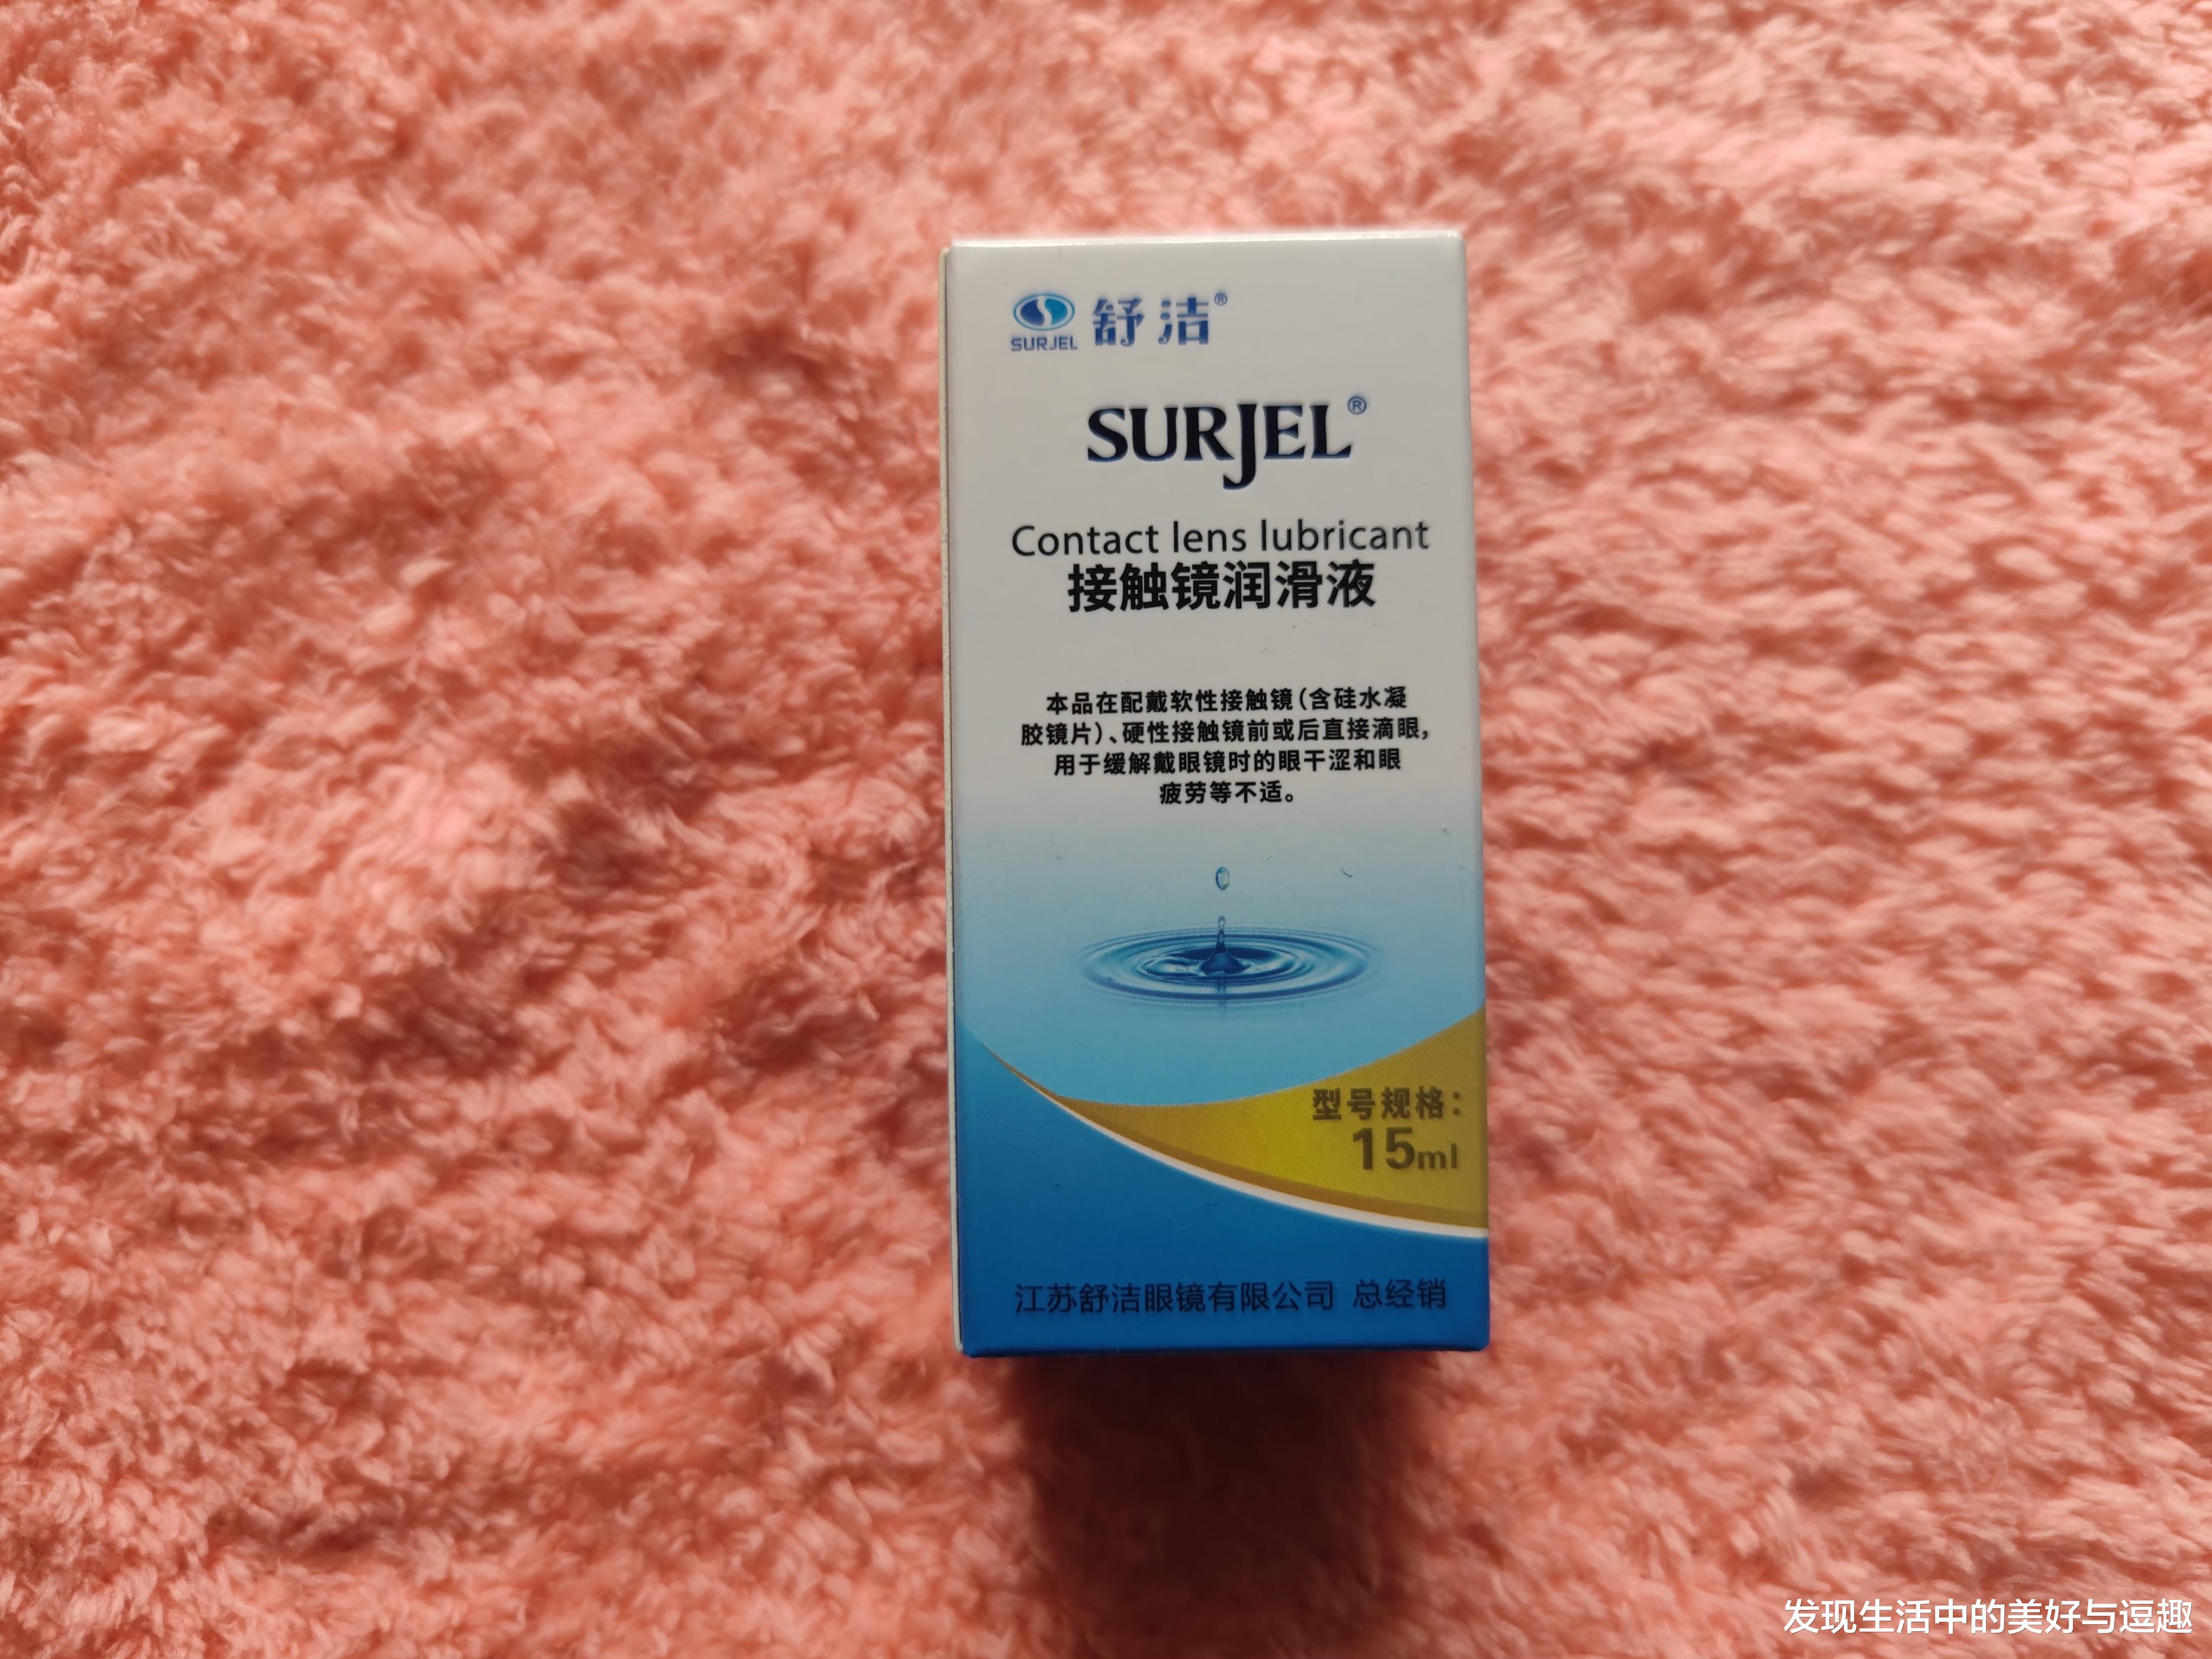 SURJEL 舒洁®
SURJEL®
Contact lens lubricant
接触镜润滑液
本品在配戴软性接触镜(含硅水凝
胶镜片)、硬性接触镜前或后直接滴眼,
用于缓解戴眼镜时的眼干涩和眼
疲劳等不适。
型号规格:
15ml
江苏舒洁眼镜有限公司 总经销
发现生活中的美好与逗趣